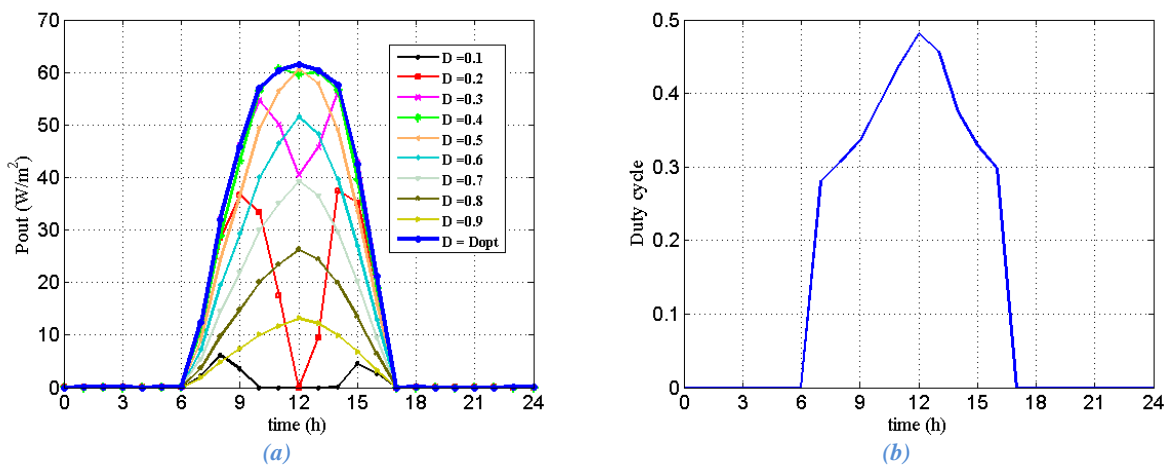 70
60
50
40
30
20
10
0
Pout (W/m²)
0 3 6 9 12 15 18 21 24
time (h)
D =0.1
D =0.2
D =0.3
D =0.4
D =0.5
D =0.6
D =0.7
D =0.8
D =0.9
D = Dopt
(a)
0.5
0.4
0.3
0.2
0.1
0
Duty cycle
0 3 6 9 12 15 18 21 24
time (h)
(b)